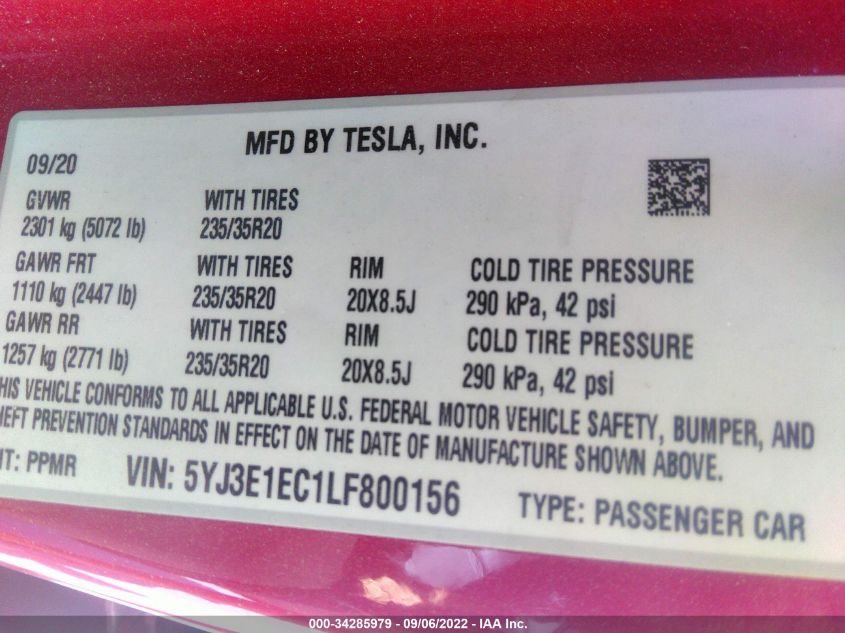 MFD BY TESLA, INC.
09/20
GVWR WITH TIRES
2301 kg (5072 lb) 235/35R20
GAWR FRT WITH TIRES RIM COLD TIRE PRESSURE
1110 kg (2447 lb) 235/35R20 20X8.5J 290 kPa, 42 psi
GAWR RR WITH TIRES RIM COLD TIRE PRESSURE
1257 kg (2771 lb) 235/35R20 20X8.5J 290 kPa, 42 psi
HIS VEHICLE CONFORMS TO ALL APPLICABLE U.S. FEDERAL MOTOR VEHICLE SAFETY, BUMPER, AND
HEFT PREVENTION STANDARDS IN EFFECT ON THE DATE OF MANUFACTURE SHOWN ABOVE.
NT: PPMR VIN: 5YJ3E1EC1LF800156 TYPE: PASSENGER CAR
000-34285979 - 09/06/2022 - IAA Inc.